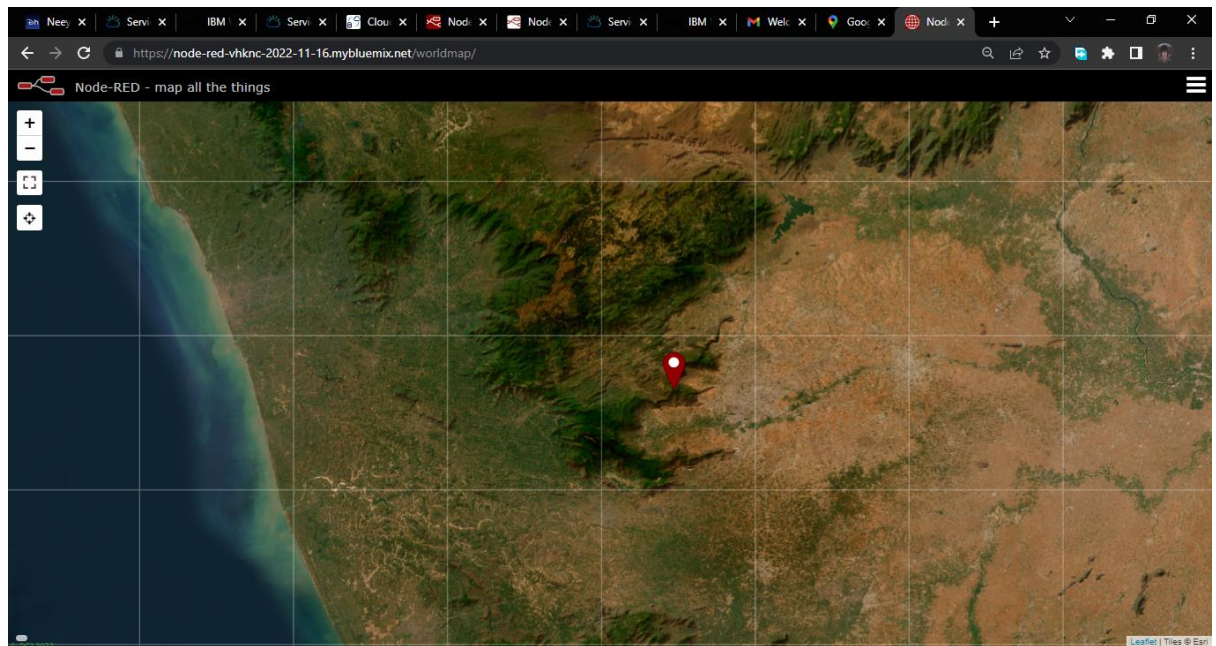 Neey
Servi
IBM
Servi
Clou
Node
Node
Servi
IBM
Welc
Goog
Node
https://node-red-vhknc-2022-11-16.mybluemix.net/worldmap/
Node-RED - map all the things
+
−
Leaflet | Tiles © Esri